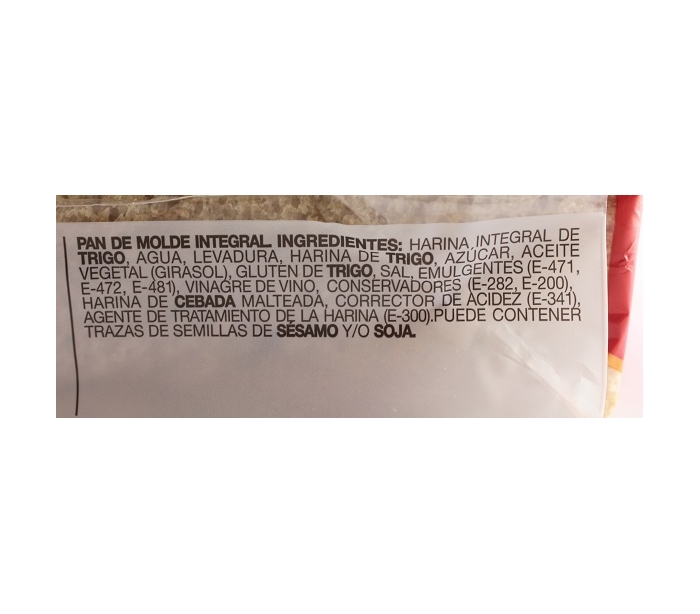 PAN DE MOLDE INTEGRAL. INGREDIENTES: HARINA INTEGRAL DE
TRIGO, AGUA, LEVADURA, HARINA DE TRIGO, AZÚCAR, ACEITE
VEGETAL (GIRASOL), GLUTEN DE TRIGO, SAL, EMULGENTES (E-471,
E-472, E-481), VINAGRE DE VINO, CONSERVADORES (E-282, E-200),
HARINA DE CEBADA MALTEADA, CORRECTOR DE ACIDEZ (E-341),
AGENTE DE TRATAMIENTO DE LA HARINA (E-300).PUEDE CONTENER
TRAZAS DE SEMILLAS DE SÉSAMO Y/O SOJA.